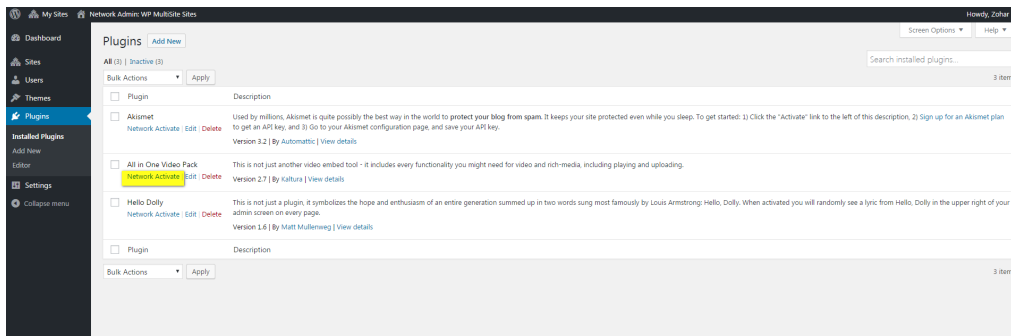 My Sites Network Admin: WP MultiSite Sites Howdy, Zohar
Dashboard
Sites
Users
Themes
Plugins
Installed Plugins
Add New
Editor
Settings
Collapse menu
Screen Options ▼ Help ▼
Plugins Add New
All (3) | Inactive (3)
Search installed plugins...
Bulk Actions ▼ Apply 3 item
Plugin Description
Akismet
Network Activate | Edit | Delete
Used by millions, Akismet is quite possibly the best way in the world to protect your blog from spam. It keeps your site protected even while you sleep. To get started: 1) Click the "Activate" link to the left of this description, 2) Sign up for an Akismet plan
to get an API key, and 3) Go to your Akismet configuration page, and save your API key.
Version 3.2 | By Automattic | View details
All in One Video Pack
Network Activate | Edit | Delete
This is not just another video embed tool - it includes every functionality you might need for video and rich-media, including playing and uploading.
Version 2.7 | By Kaltura | View details
Hello Dolly
Network Activate | Edit | Delete
This is not just a plugin, it symbolizes the hope and enthusiasm of an entire generation summed up in two words sung most famously by Louis Armstrong: Hello, Dolly. When activated you will randomly see a lyric from Hello, Dolly in the upper right of your
admin screen on every page.
Version 1.6 | By Matt Mullenweg | View details
Plugin Description
Bulk Actions ▼ Apply 3 item